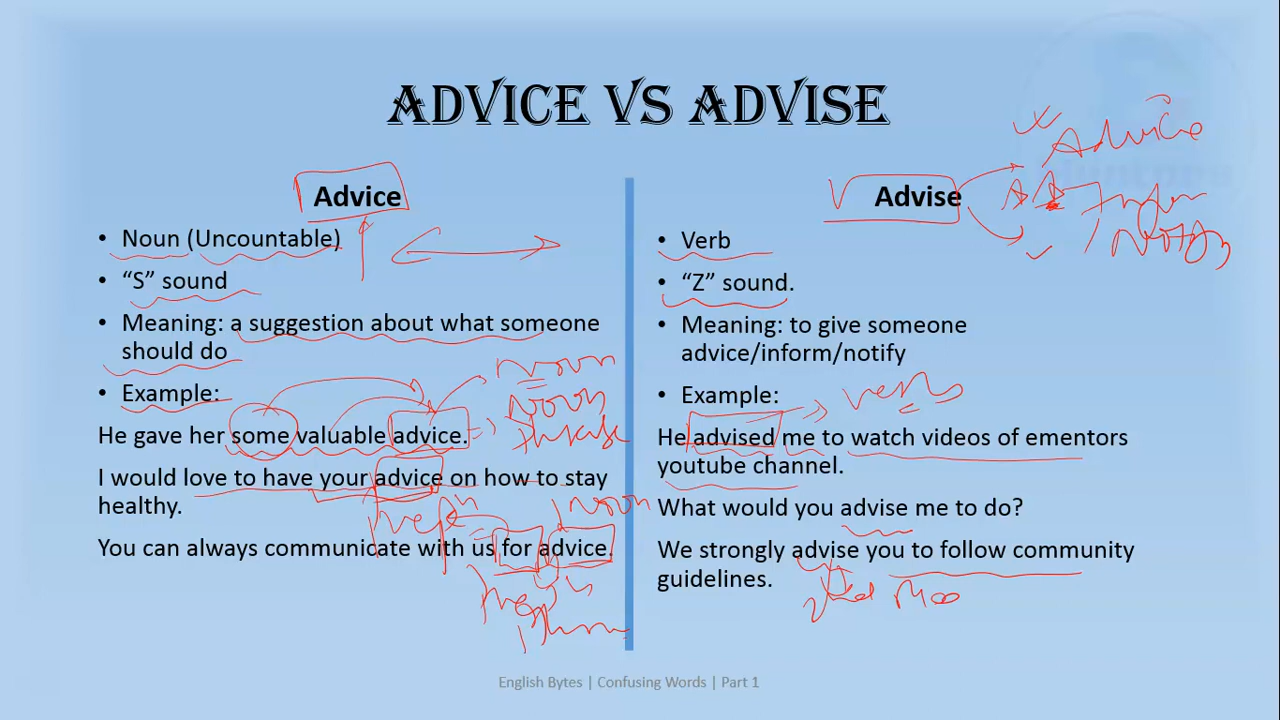 ADVICE VS ADVISE
Advice
• Noun (Uncountable)
• “S” sound
• Meaning: a suggestion about what someone
should do
• Example:
He gave her some valuable advice.
I would love to have your advice on how to stay
healthy.
You can always communicate with us for advice.
noun
noun
phrase
noun
Advise
• Verb
• “Z” sound.
• Meaning: to give someone
advice/inform/notify
• Example:
He advised me to watch videos of ementors
youtube channel.
What would you advise me to do?
We strongly advise you to follow community
guidelines.
Advice
Inform
Notify
verb
English Bytes | Confusing Words | Part 1